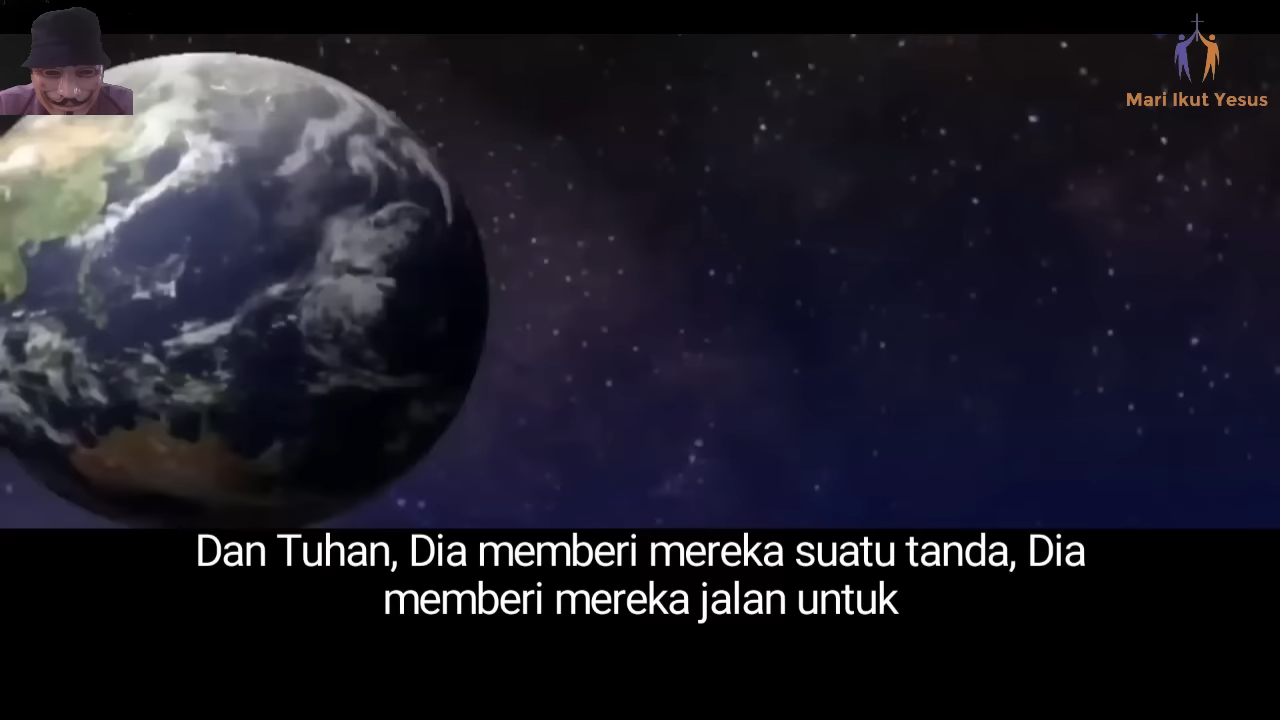 Mari Ikut Yesus
Dan Tuhan, Dia memberi mereka suatu tanda, Dia
memberi mereka jalan untuk